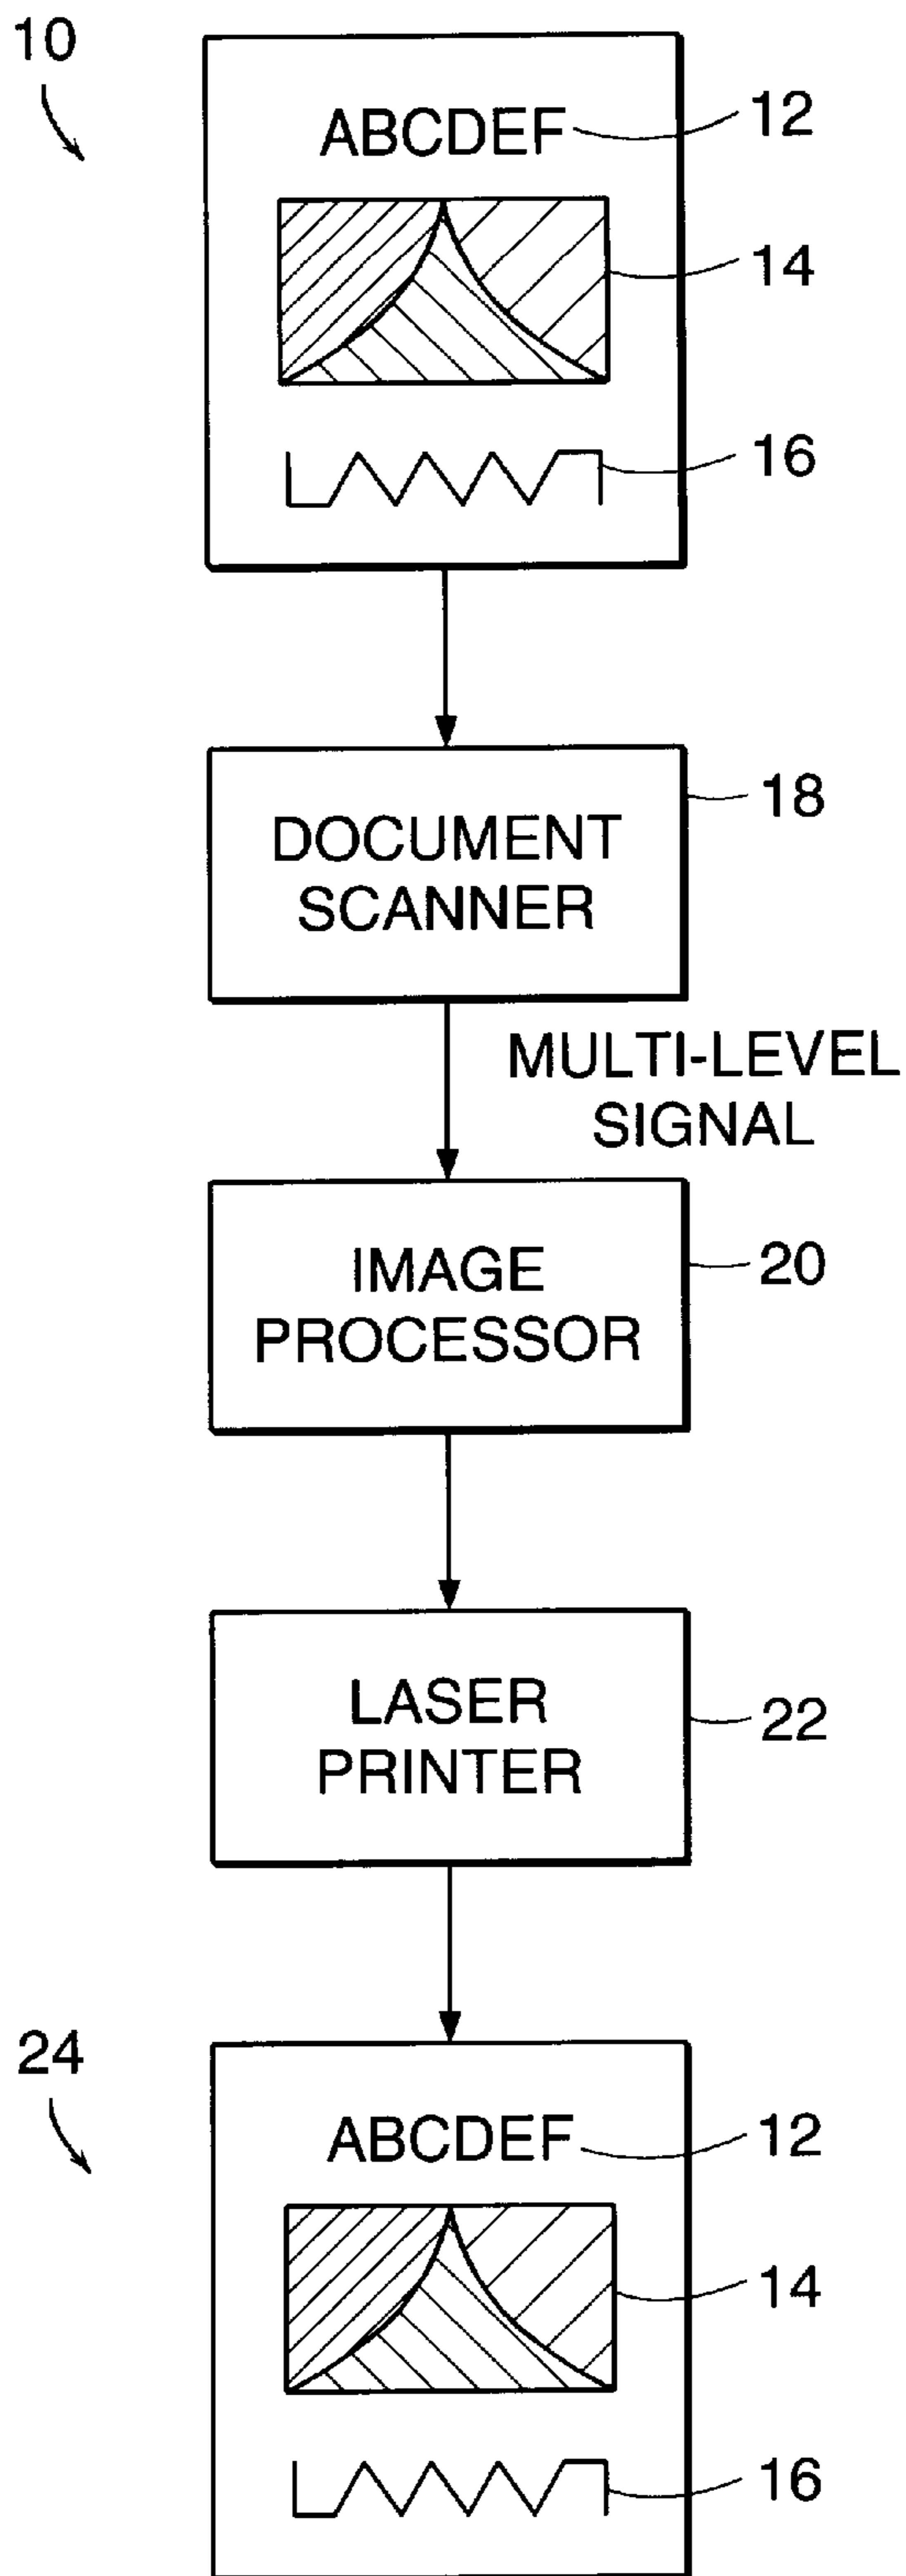 10
ABCDEF 12
14
16
DOCUMENT
SCANNER
18
MULTI-LEVEL
SIGNAL
IMAGE
PROCESSOR
20
LASER
PRINTER
22
24
ABCDEF 12
14
16